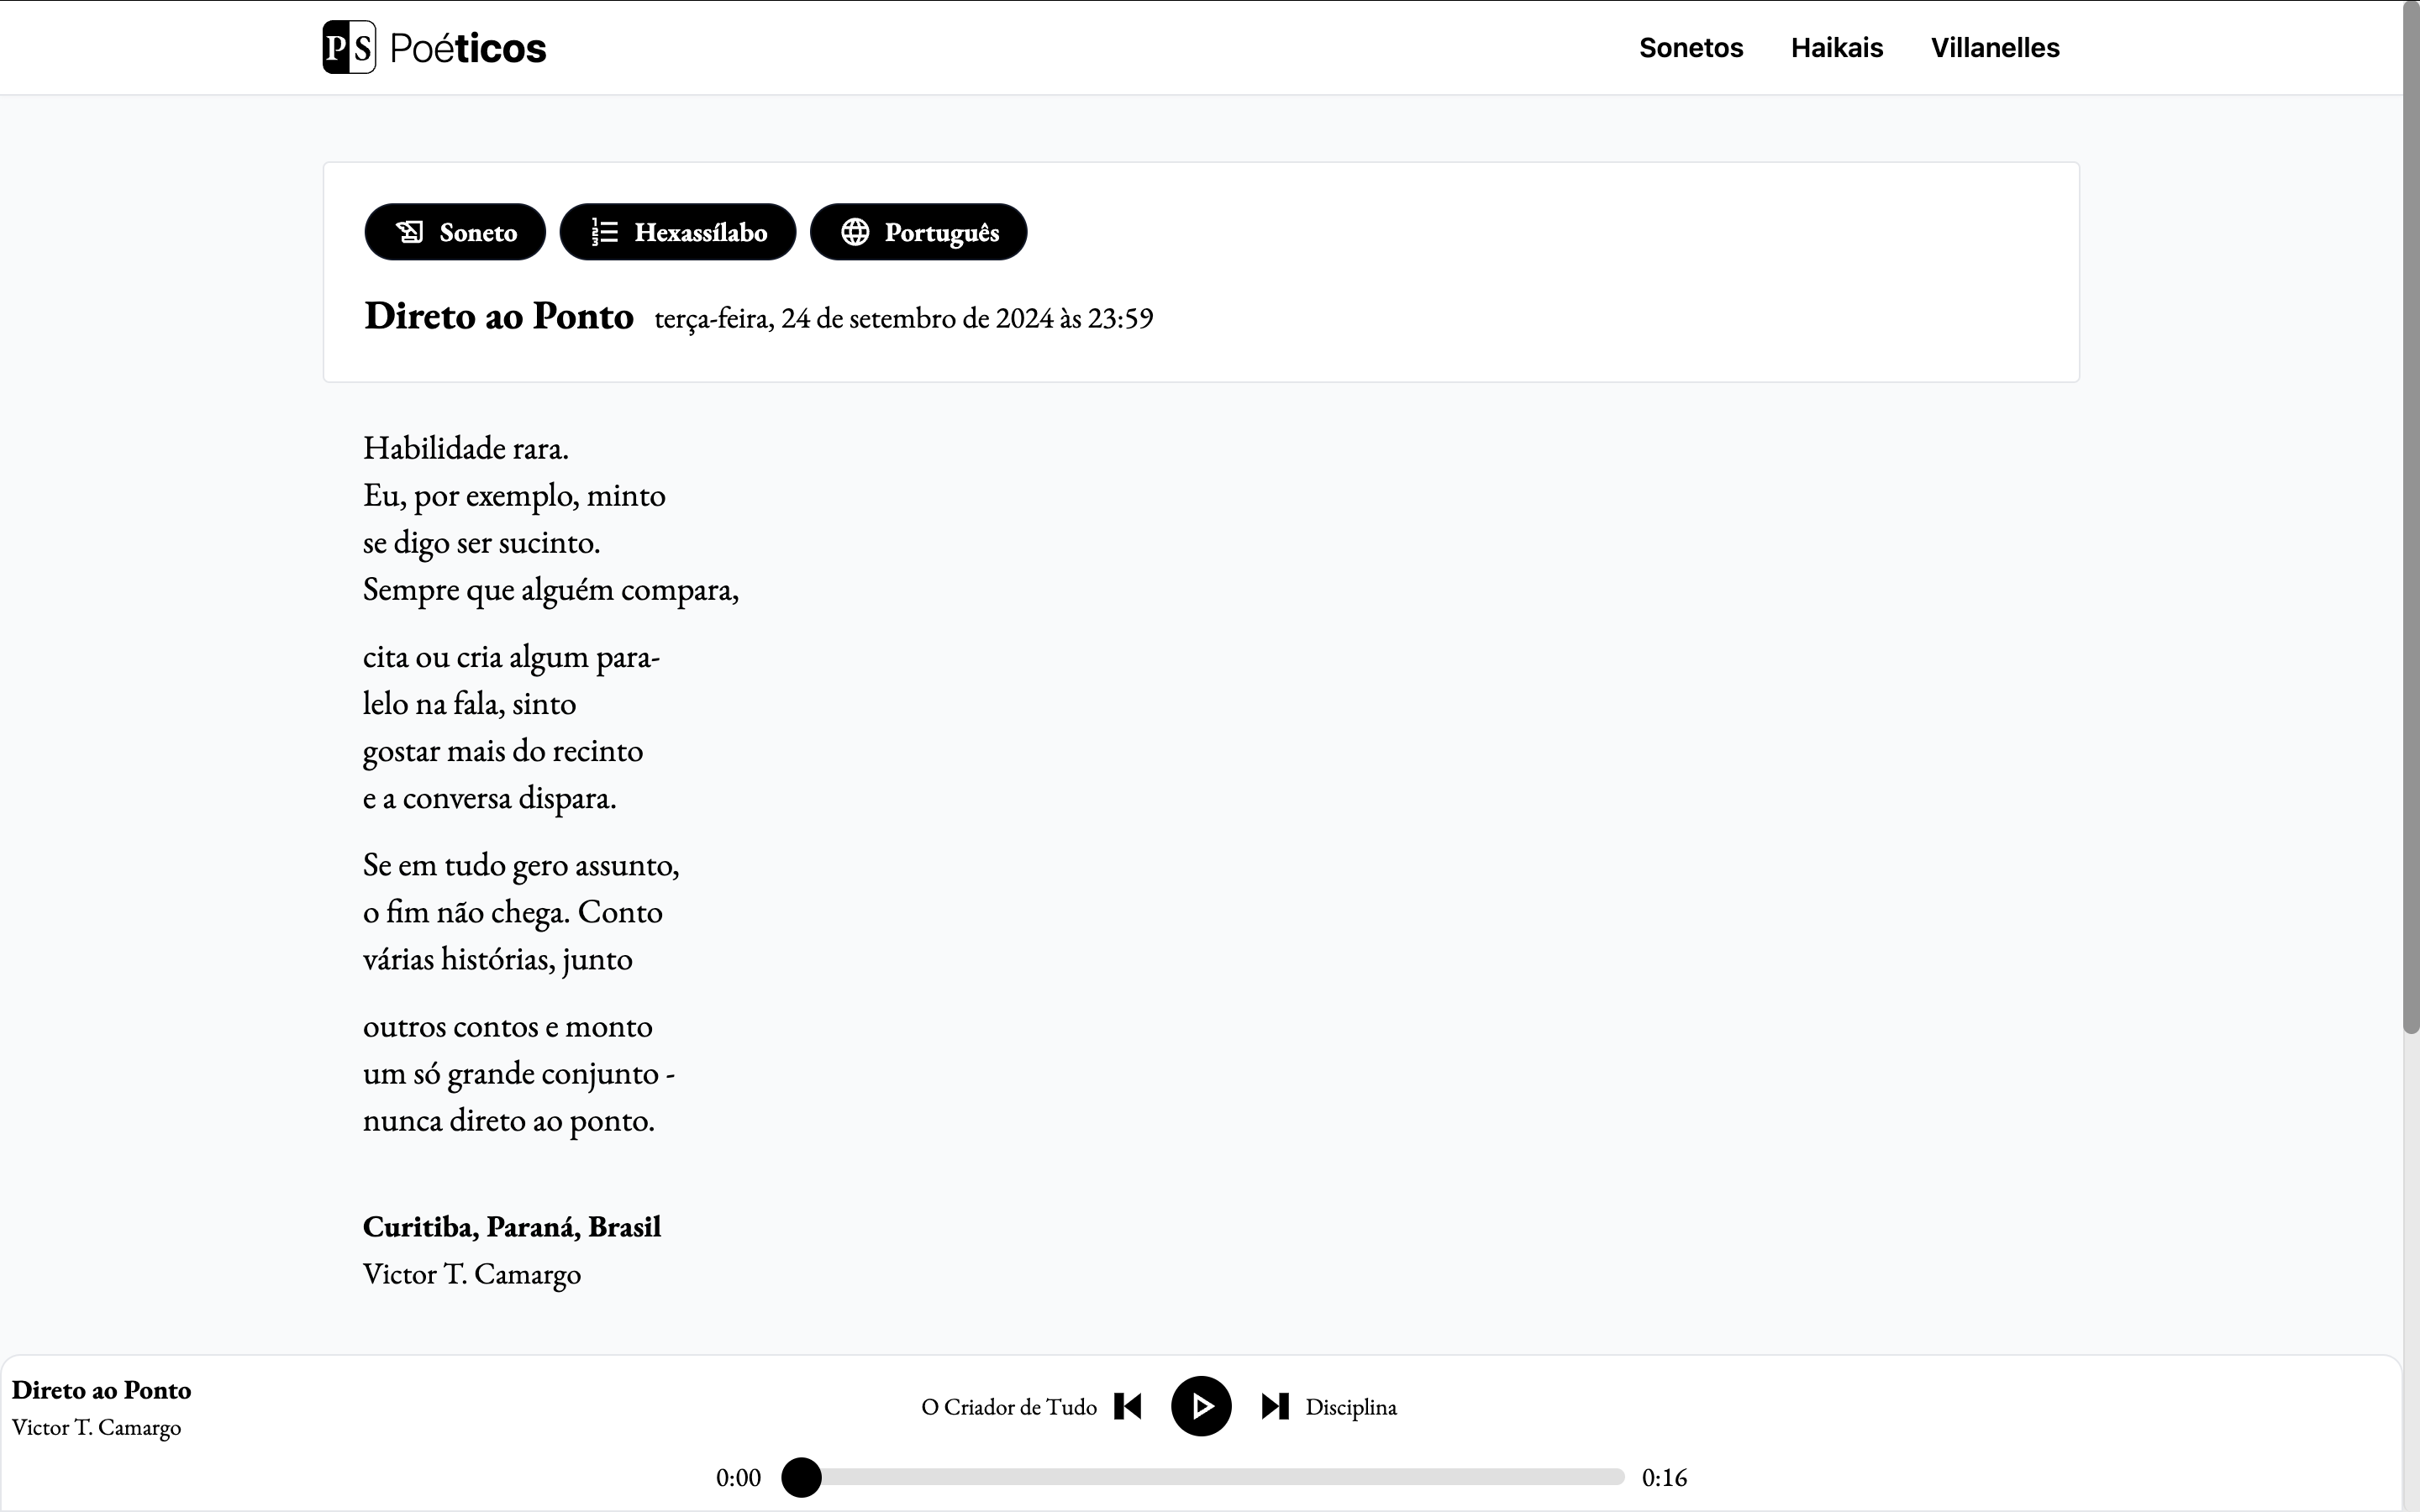 PS Poéticos
Sonetos Haikais Villanelles
Soneto Hexassílabo Português
Direto ao Ponto terça-feira, 24 de setembro de 2024 às 23:59
Habilidade rara.
Eu, por exemplo, minto
se digo ser sucinto.
Sempre que alguém compara,
cita ou cria algum para-
lelo na fala, sinto
gostar mais do recinto
e a conversa dispara.
Se em tudo gero assunto,
o fim não chega. Conto
várias histórias, junto
outros contos e monto
um só grande conjunto -
nunca direto ao ponto.
Curitiba, Paraná, Brasil
Victor T. Camargo
Direto ao Ponto
Victor T. Camargo
O Criador de Tudo Disciplina
0:00 0:16